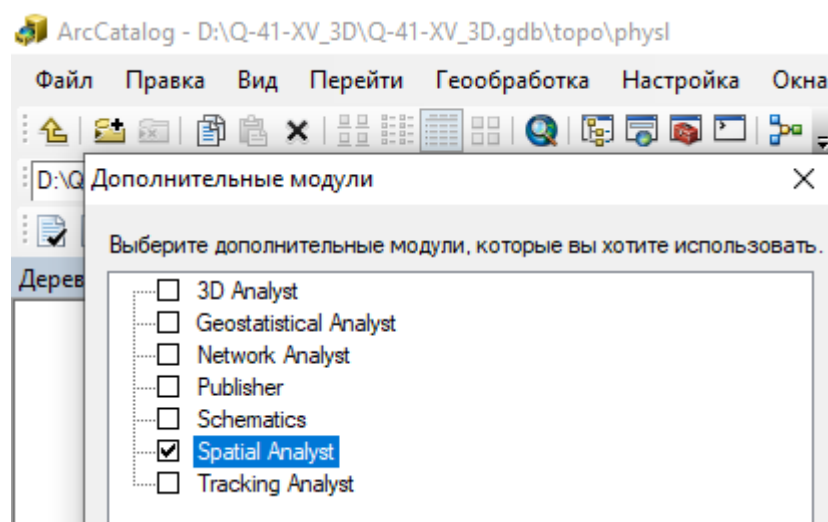 ArcCatalog - D:\Q-41-XV_3D\Q-41-XV_3D.gdb\topo\physl
Файл Правка Вид Перейти Геообработка Настройка Окна
D:\Q
Дополнительные модули
Выберите дополнительные модули, которые вы хотите использовать.
Дерев
3D Analyst
Geostatistical Analyst
Network Analyst
Publisher
Schematics
Spatial Analyst
Tracking Analyst